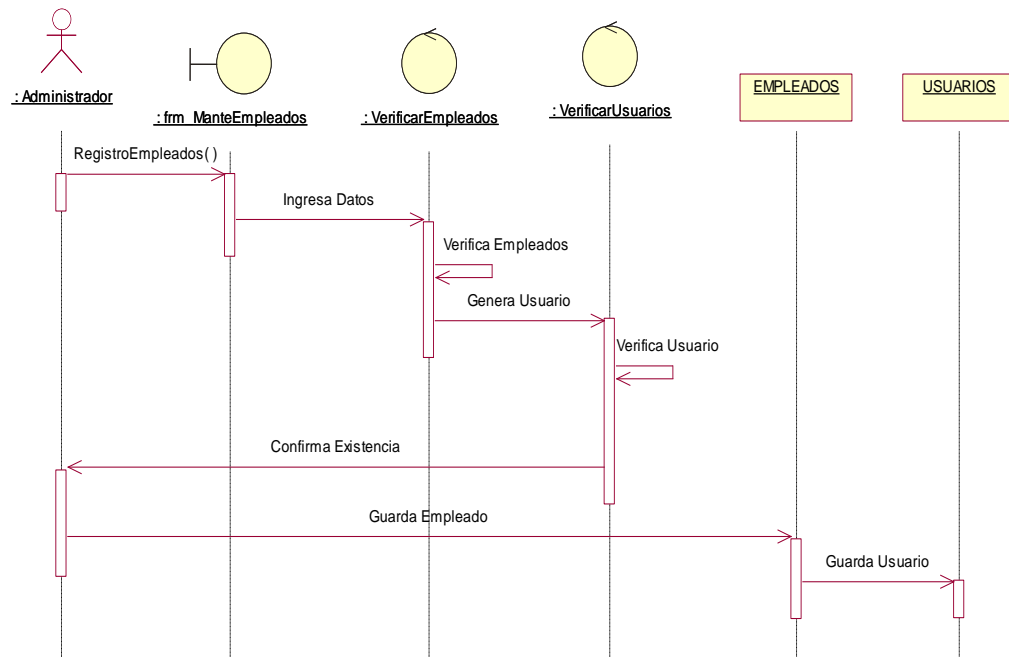 : Administrador
: frm_ManteEmpleados
: VerificarEmpleados
: VerificarUsuarios
EMPLEADOS
USUARIOS
RegistroEmpleados( )
Ingresa Datos
Verifica Empleados
Genera Usuario
Verifica Usuario
Confirma Existencia
Guarda Empleado
Guarda Usuario